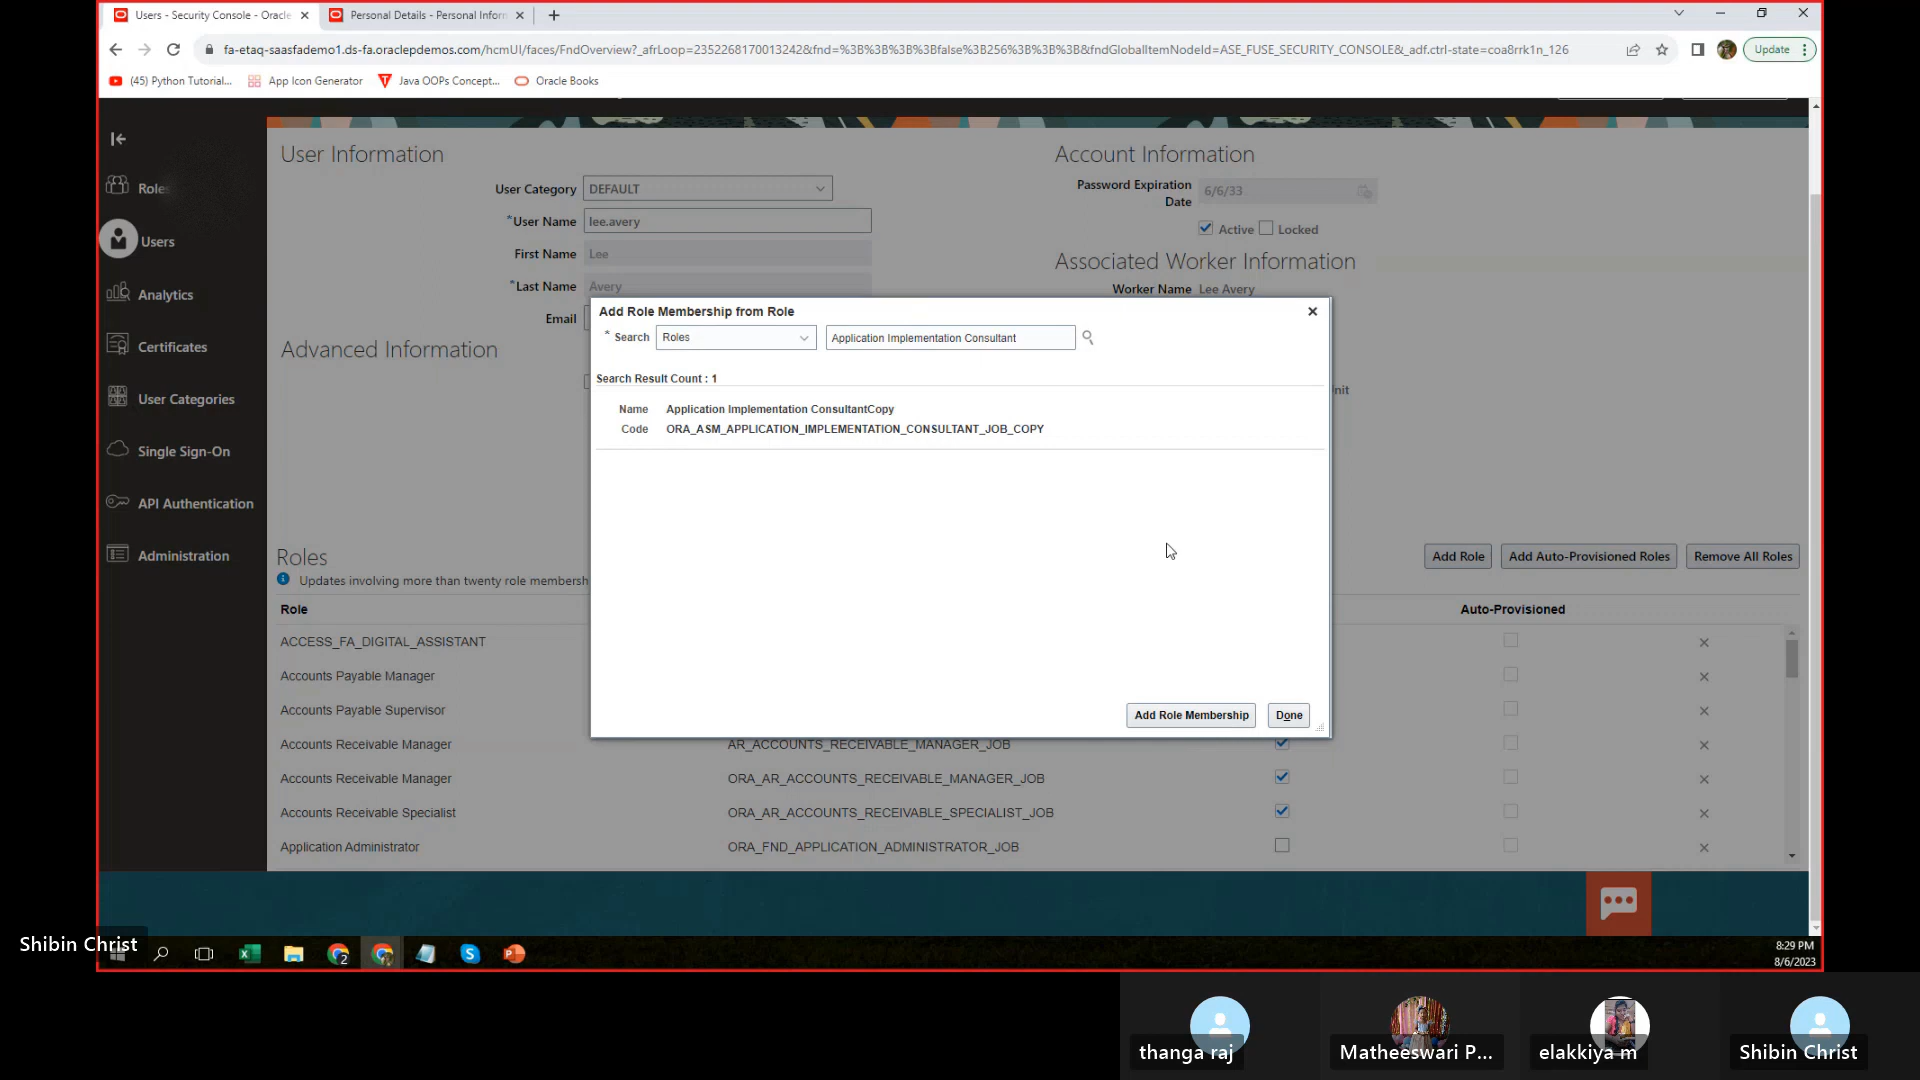 Users - Security Console - Oracle
Personal Details - Personal Inforr
fa-etaq-saasfademo1.ds-fa.oraclepdemos.com/hcmUI/faces/FndOverview?_afrLoop=2352268170013242&fnd=%3B%3B%3B%3Bfalse%3B256%3B%3B%3B&fndGlobalItemNodeId=ASE_FUSE_SECURITY_CONSOLE&_adf.ctrl-state=coa8rrk1n_126
Update
(45) Python Tutorial...
App Icon Generator
Java OOPs Concept...
Oracle Books
Roles
Users
Analytics
Certificates
User Categories
Single Sign-On
API Authentication
Administration
User Information
User Category DEFAULT
*User Name lee.avery
First Name Lee
*Last Name Avery
Email
Advanced Information
Account Information
Password Expiration Date 6/6/33
Active Locked
Associated Worker Information
Worker Name Lee Avery
Add Role Membership from Role
* Search Roles Application Implementation Consultant
Search Result Count : 1
Name Application Implementation ConsultantCopy
Code ORA_ASM_APPLICATION_IMPLEMENTATION_CONSULTANT_JOB_COPY
Add Role Membership Done
Roles
Add Role Add Auto-Provisioned Roles Remove All Roles
Updates involving more than twenty role membersh
Role Auto-Provisioned
ACCESS_FA_DIGITAL_ASSISTANT
Accounts Payable Manager
Accounts Payable Supervisor
Accounts Receivable Manager AR_ACCOUNTS_RECEIVABLE_MANAGER_JOB
Accounts Receivable Manager ORA_AR_ACCOUNTS_RECEIVABLE_MANAGER_JOB
Accounts Receivable Specialist ORA_AR_ACCOUNTS_RECEIVABLE_SPECIALIST_JOB
Application Administrator ORA_FND_APPLICATION_ADMINISTRATOR_JOB
Shibin Christ
2
8:29 PM
8/6/2023
thanga raj
Matheeswari P...
elakkiya m
Shibin Christ